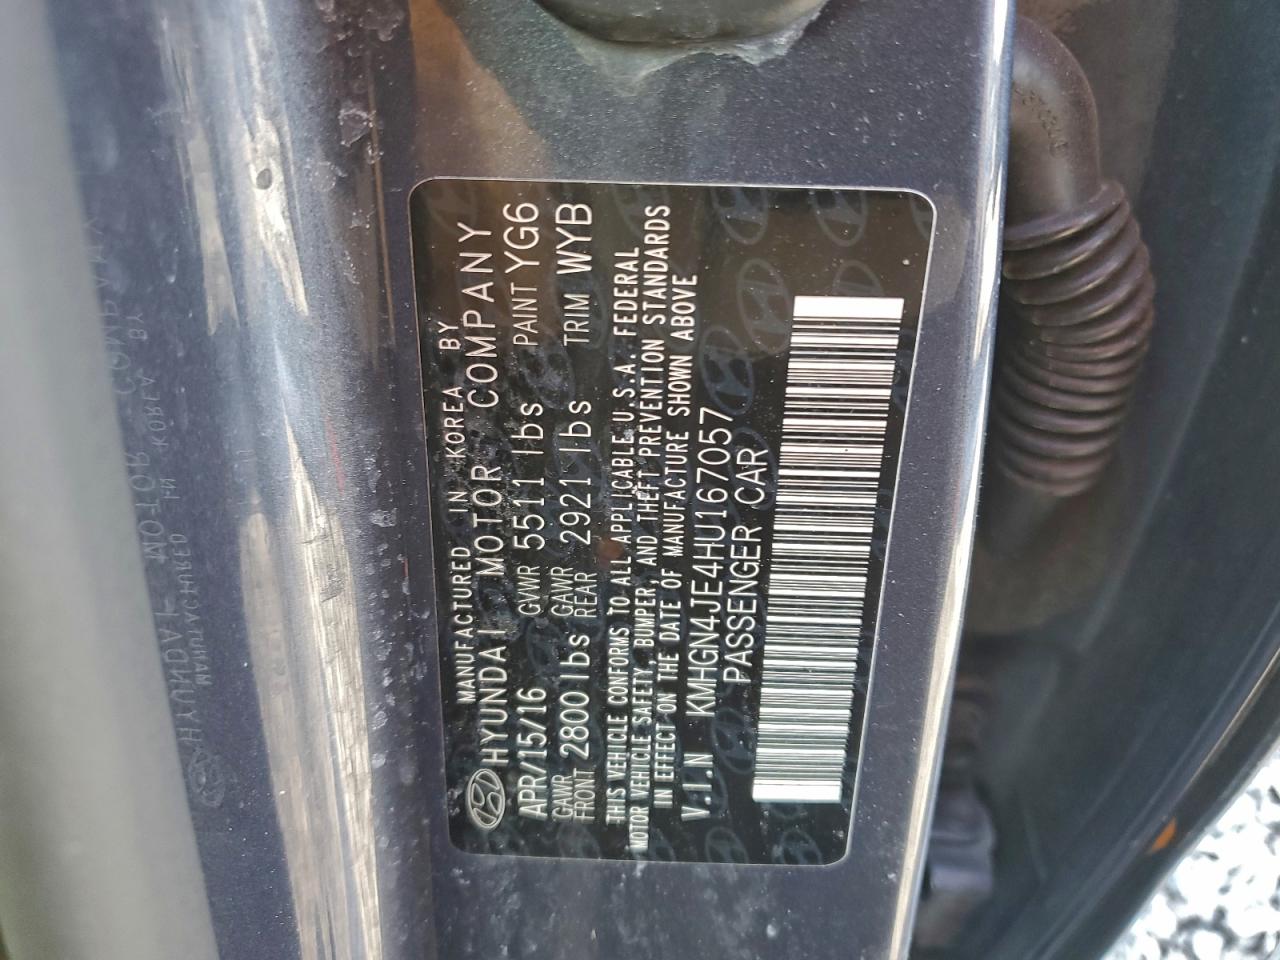 MANUFACTURED IN KOREA BY
HYUNDAI MOTOR COMPANY
APR/15/16 GVWR 5511 lbs PAINT YG6
GAWR FRONT 2800 lbs GAWR REAR 2921 lbs TRIM WYB
THIS VEHICLE CONFORMS TO ALL APPLICABLE U.S.A. FEDERAL
MOTOR VEHICLE SAFETY, BUMPER, AND THEFT PREVENTION STANDARDS
IN EFFECT ON THE DATE OF MANUFACTURE SHOWN ABOVE
V.I.N KMHGN4JE4HU167057
PASSENGER CAR